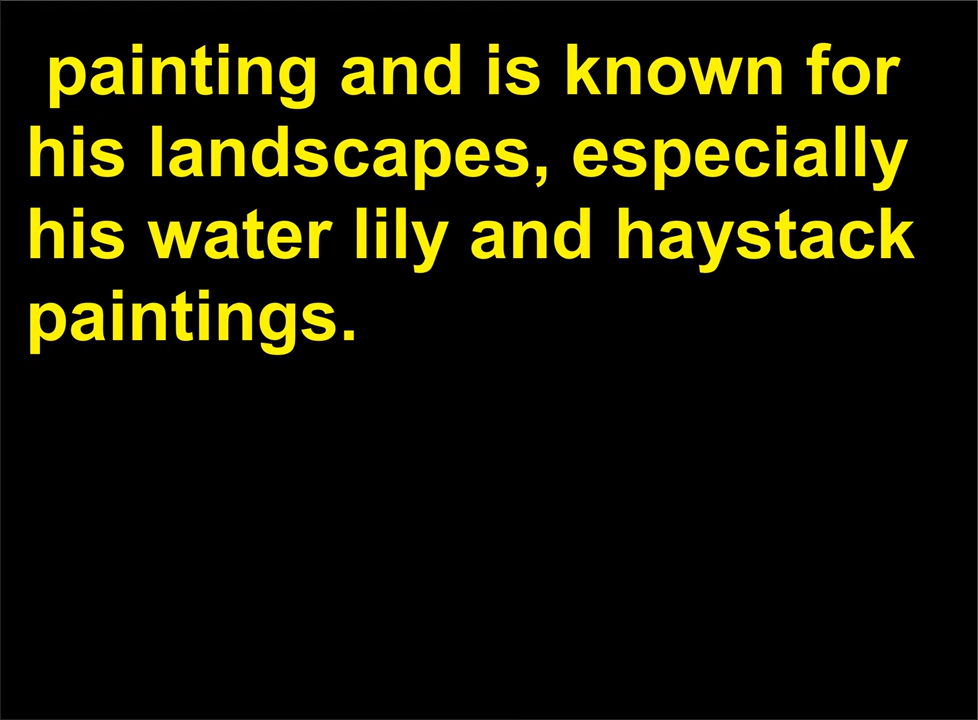 painting and is known for
his landscapes, especially
his water lily and haystack
paintings.